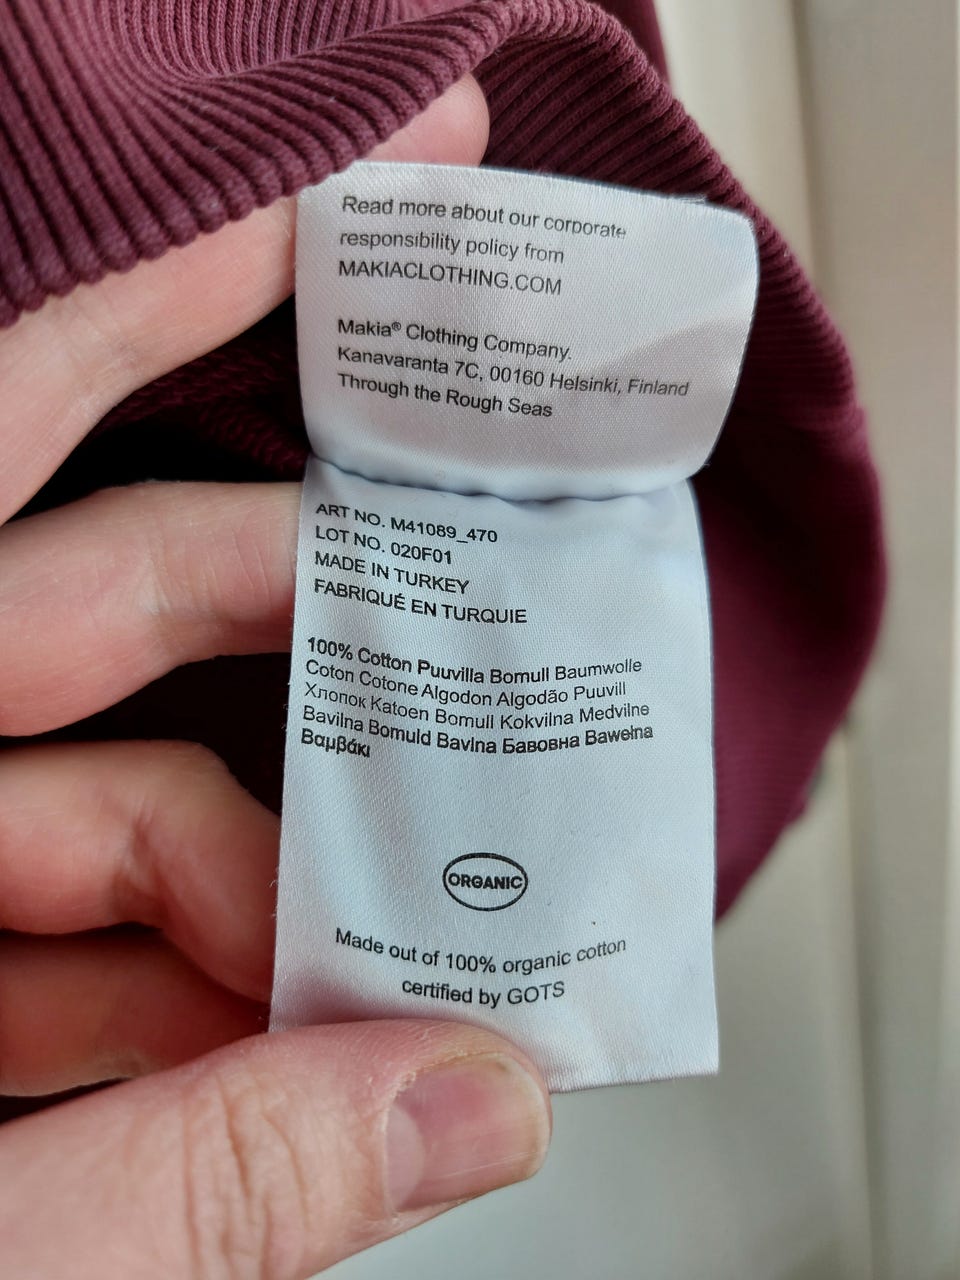 Read more about our corporate
responsibility policy from
MAKIACLOTHING.COM
Makia® Clothing Company.
Kanavaranta 7C, 00160 Helsinki, Finland
Through the Rough Seas
ART NO. M41089_470
LOT NO. 020F01
MADE IN TURKEY
FABRIQUÉ EN TURQUIE
100% Cotton Puuvilla Bomull Baumwolle
Coton Cotone Algodon Algodão Puuvill
Хлопок Katoen Bomull Kokvilna Medvilne
Bavilna Bomuld Bavlna Бавовна Bawełna
Βαμβάκι
ORGANIC
Made out of 100% organic cotton
certified by GOTS